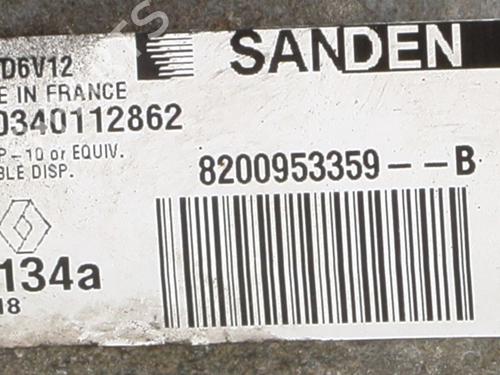 D6V12
SANDEN
E IN FRANCE
0340112862
P-10 or EQUIV.
BLE DISP.
8200953359--B
134a
18